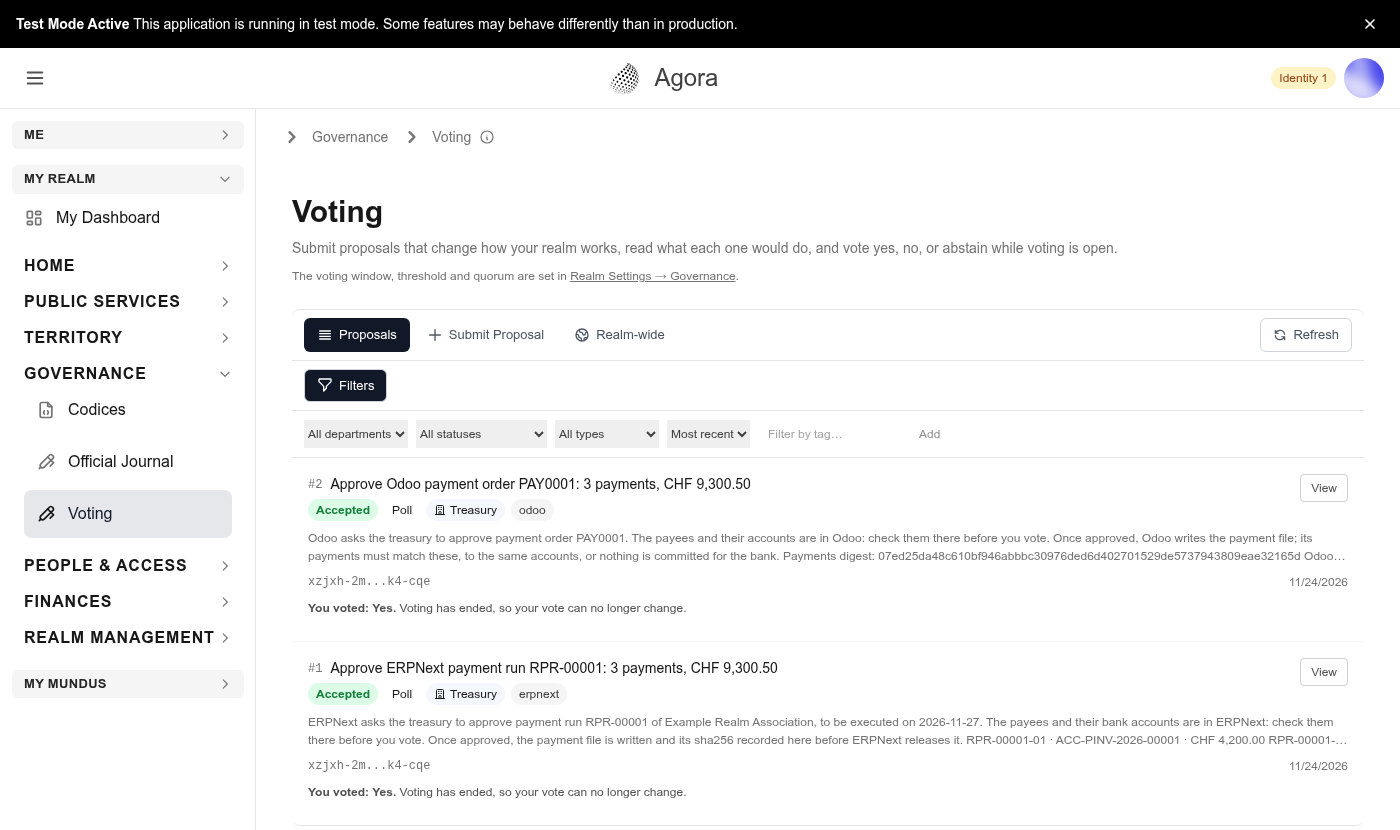 Test Mode Active This application is running in test mode. Some features may behave differently than in production.
Agora
Identity 1
ME
MY REALM
My Dashboard
HOME
PUBLIC SERVICES
TERRITORY
GOVERNANCE
Codices
Official Journal
Voting
PEOPLE & ACCESS
FINANCES
REALM MANAGEMENT
MY MUNDUS
Governance Voting
Voting
Submit proposals that change how your realm works, read what each one would do, and vote yes, no, or abstain while voting is open.
The voting window, threshold and quorum are set in Realm Settings → Governance.
Proposals Submit Proposal Realm-wide Refresh
Filters
All departments All statuses All types Most recent Filter by tag… Add
#2 Approve Odoo payment order PAY0001: 3 payments, CHF 9,300.50 View
Accepted Poll Treasury odoo
Odoo asks the treasury to approve payment order PAY0001. The payees and their accounts are in Odoo: check them there before you vote. Once approved, Odoo writes the payment file; its
payments must match these, to the same accounts, or nothing is committed for the bank. Payments digest: 07ed25da48c610bf946abbbc30976ded6d402701529de5737943809eae32165d Odoo…
xzjxh-2m...k4-cqe 11/24/2026
You voted: Yes. Voting has ended, so your vote can no longer change.
#1 Approve ERPNext payment run RPR-00001: 3 payments, CHF 9,300.50 View
Accepted Poll Treasury erpnext
ERPNext asks the treasury to approve payment run RPR-00001 of Example Realm Association, to be executed on 2026-11-27. The payees and their bank accounts are in ERPNext: check them
there before you vote. Once approved, the payment file is written and its sha256 recorded here before ERPNext releases it. RPR-00001-01 · ACC-PINV-2026-00001 · CHF 4,200.00 RPR-00001-…
xzjxh-2m...k4-cqe 11/24/2026
You voted: Yes. Voting has ended, so your vote can no longer change.